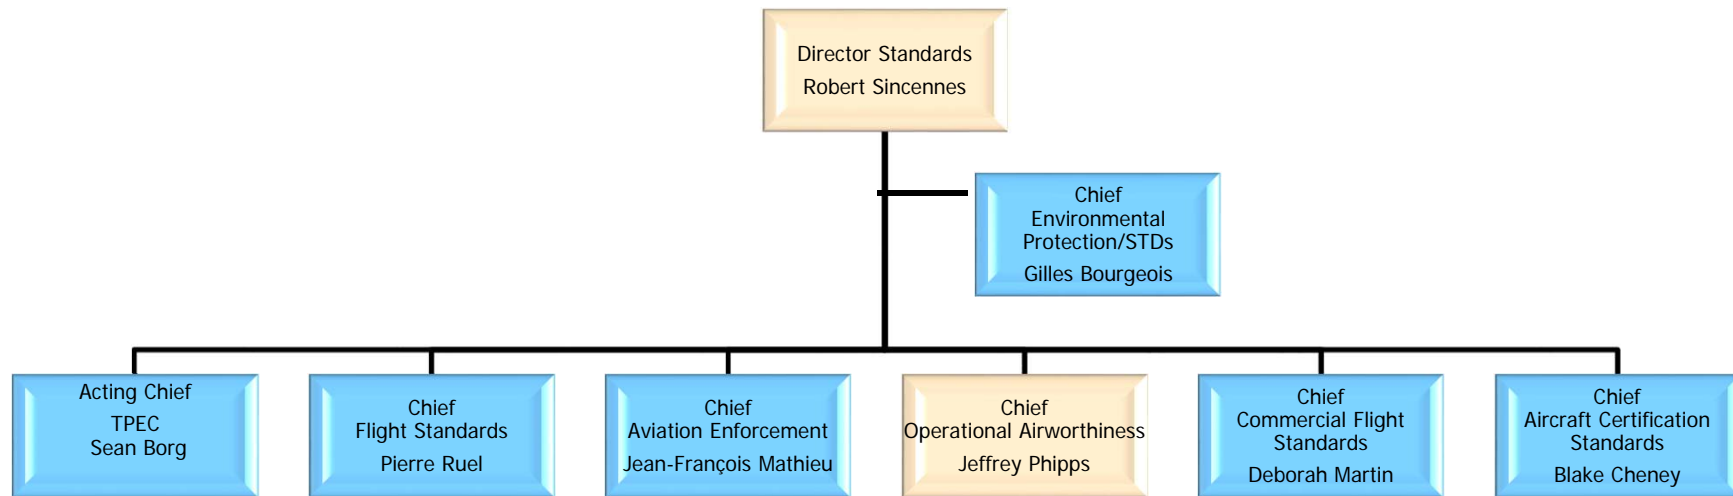 Director Standards
Robert Sincennes
Chief
Environmental
Protection/STDs
Gilles Bourgeois
Acting Chief
TPEC
Sean Borg
Chief
Flight Standards
Pierre Ruel
Chief
Aviation Enforcement
Jean-François Mathieu
Chief
Operational Airworthiness
Jeffrey Phipps
Chief
Commercial Flight
Standards
Deborah Martin
Chief
Aircraft Certification
Standards
Blake Cheney